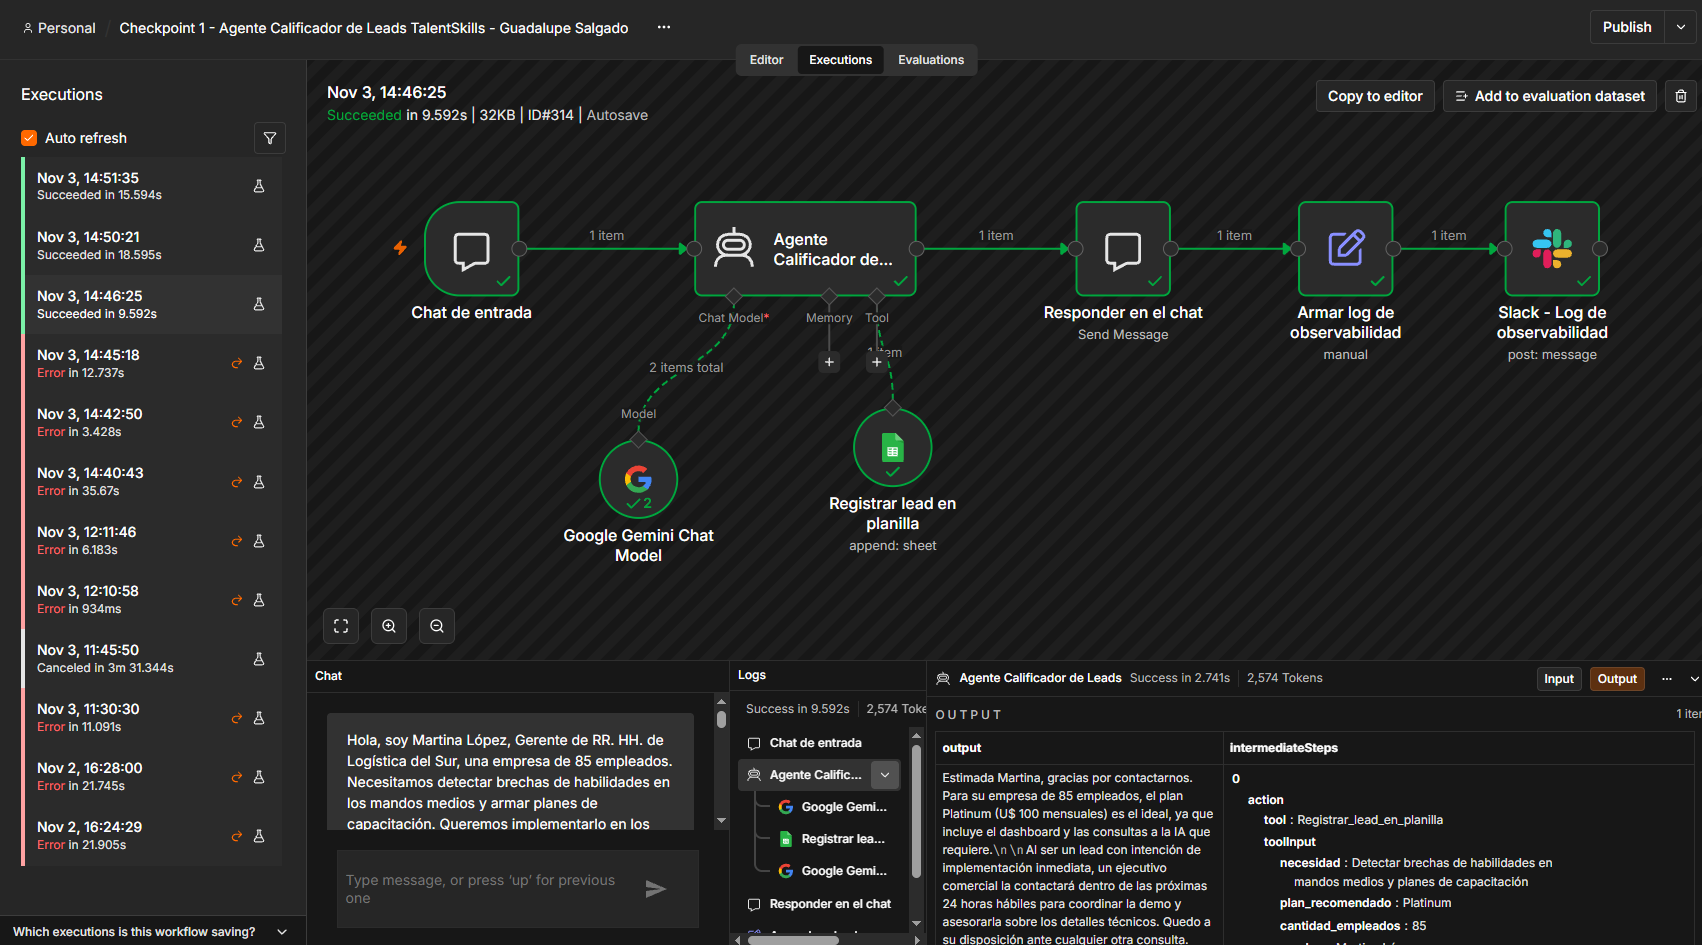 Personal
Checkpoint 1 - Agente Calificador de Leads TalentSkills - Guadalupe Salgado
Publish
Editor
Executions
Evaluations
Executions
Auto refresh
Nov 3, 14:51:35
Succeeded in 15.594s
Nov 3, 14:50:21
Succeeded in 18.595s
Nov 3, 14:46:25
Succeeded in 9.592s
Nov 3, 14:45:18
Error in 12.737s
Nov 3, 14:42:50
Error in 3.428s
Nov 3, 14:40:43
Error in 35.67s
Nov 3, 12:11:46
Error in 6.183s
Nov 3, 12:10:58
Error in 934ms
Nov 3, 11:45:50
Canceled in 3m 31.344s
Nov 3, 11:30:30
Error in 11.091s
Nov 2, 16:28:00
Error in 21.745s
Nov 2, 16:24:29
Error in 21.905s
Which executions is this workflow saving?
Nov 3, 14:46:25
Succeeded in 9.592s | 32KB | ID#314 | Autosave
Copy to editor
Add to evaluation dataset
Chat de entrada
1 item
Agente
Calificador de...
Chat Model*
Memory
Tool
2 items total
Model
2
Google Gemini Chat
Model
Registrar lead en
planilla
append: sheet
1 item
Responder en el chat
Send Message
1 item
Armar log de
observabilidad
manual
1 item
Slack - Log de
observabilidad
post: message
Chat
Hola, soy Martina López, Gerente de RR. HH. de
Logística del Sur, una empresa de 85 empleados.
Necesitamos detectar brechas de habilidades en
los mandos medios y armar planes de
capacitación. Queremos implementarlo en los
Type message, or press 'up' for previous
one
Logs
Success in 9.592s
2,574 Toke
Chat de entrada
Agente Califíc...
Google Gemi...
Registrar lea...
Google Gemi...
Responder en el chat
Agente Calificador de Leads
Success in 2.741s
2,574 Tokens
Input
Output
OUTPUT
1 iter
output
Estimada Martina, gracias por contactarnos.
Para su empresa de 85 empleados, el plan
Platinum (U$ 100 mensuales) es el ideal, ya que
incluye el dashboard y las consultas a la IA que
requiere.\n \n Al ser un lead con intención de
implementación inmediata, un ejecutivo
comercial la contactará dentro de las próximas
24 horas hábiles para coordinar la demo y
asesorarla sobre los detalles técnicos. Quedo a
su disposición ante cualquier otra consulta.
intermediateSteps
0
action
tool : Registrar_lead_en_planilla
toolInput
necesidad : Detectar brechas de habilidades en
mandos medios y planes de capacitación
plan_recomendado : Platinum
cantidad_empleados : 85